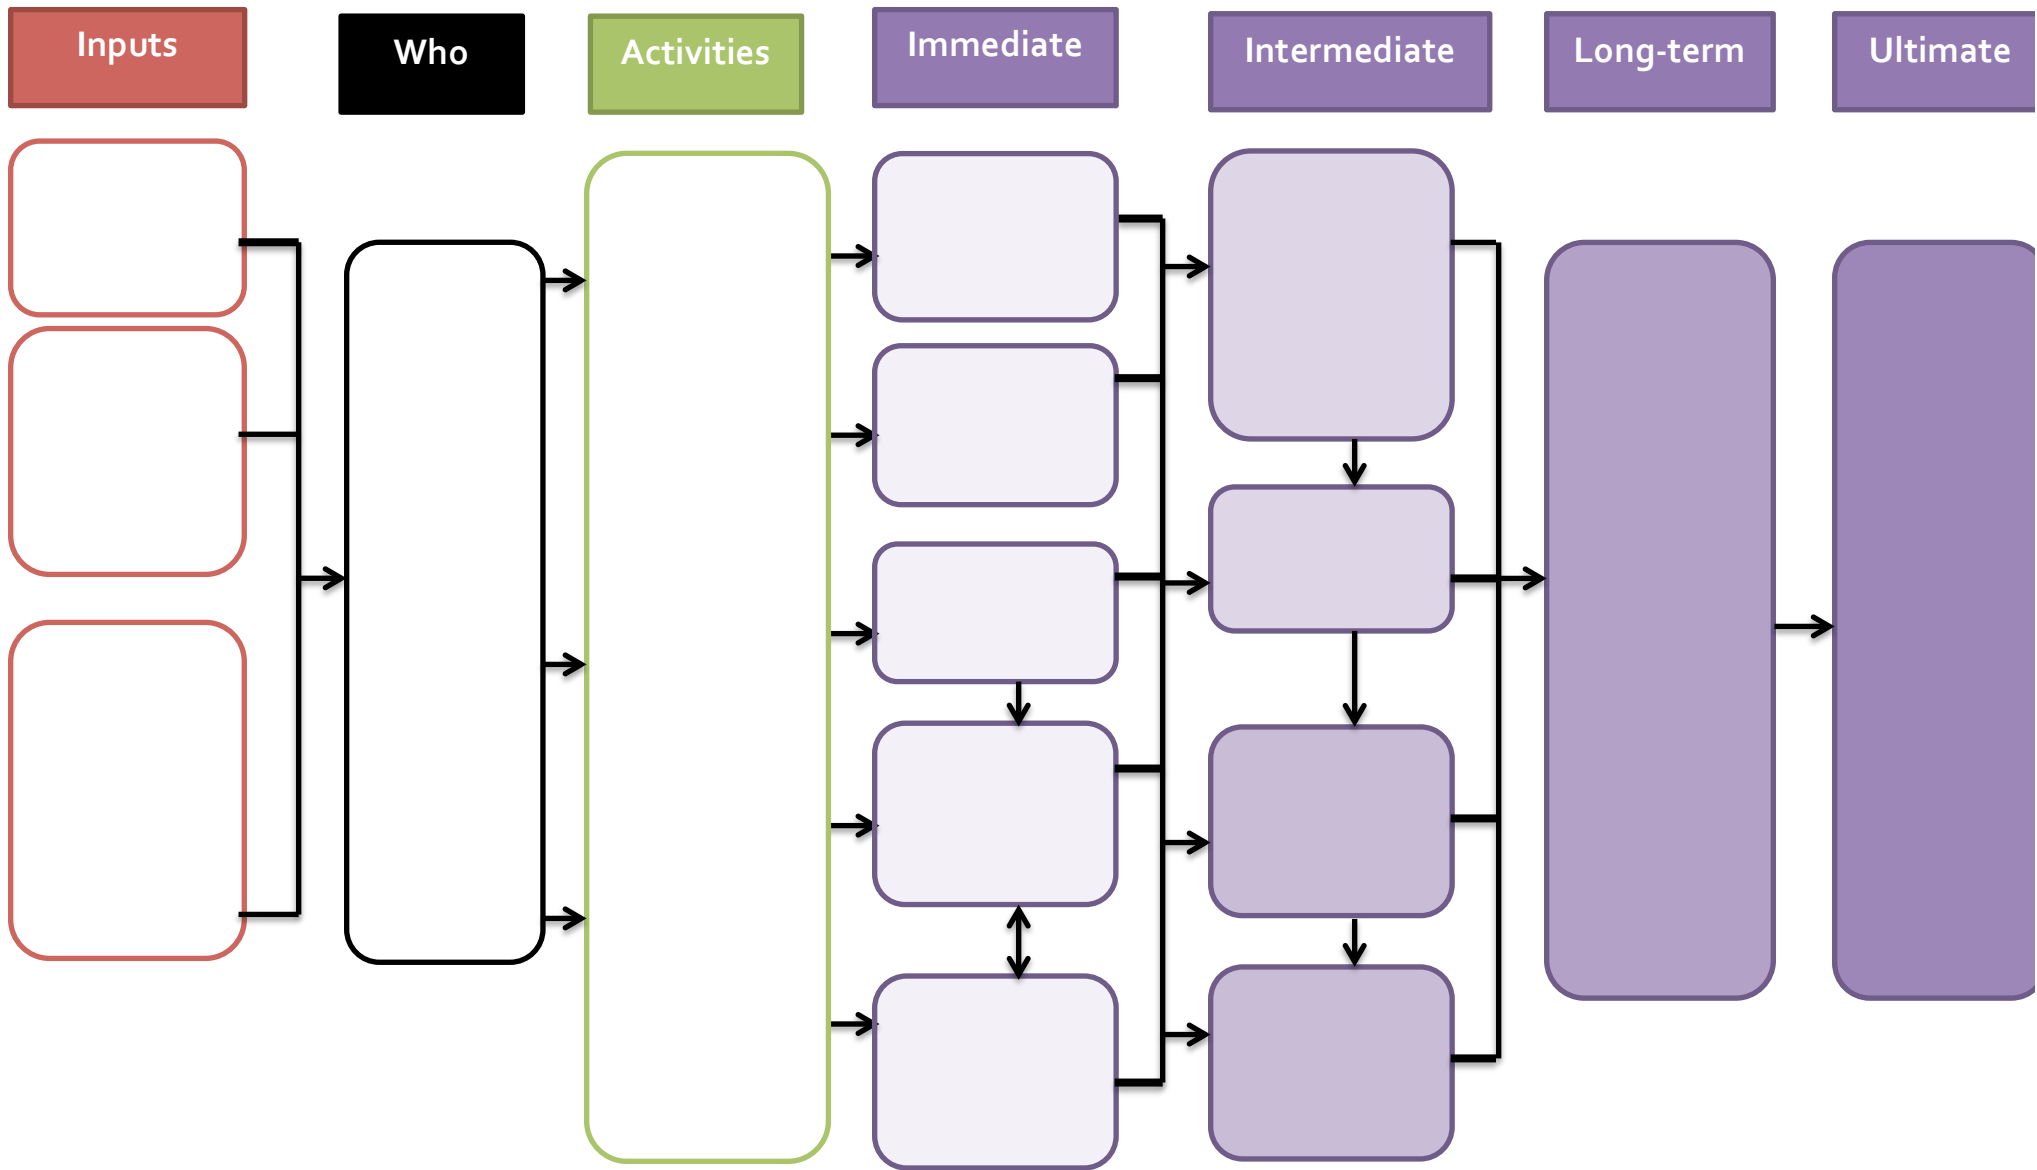 Inputs
Who
Activities
Immediate
Intermediate
Long-term
Ultimate